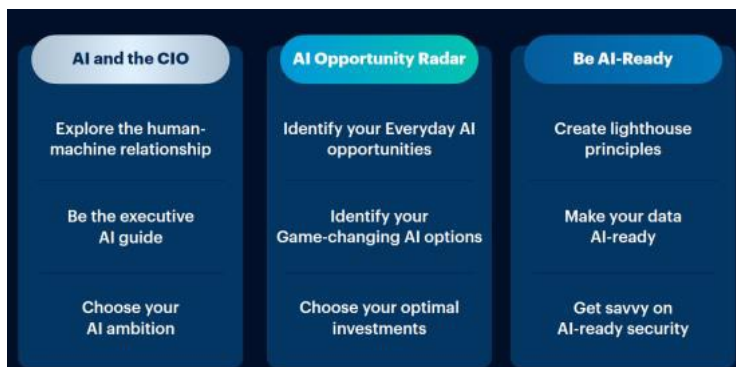 AI and the CIO
Explore the human-
machine relationship
Be the executive
AI guide
Choose your
AI ambition
AI Opportunity Radar
Identify your Everyday AI
opportunities
Identify your
Game-changing AI options
Choose your optimal
investments
Be AI-Ready
Create lighthouse
principles
Make your data
AI-ready
Get savvy on
AI-ready security